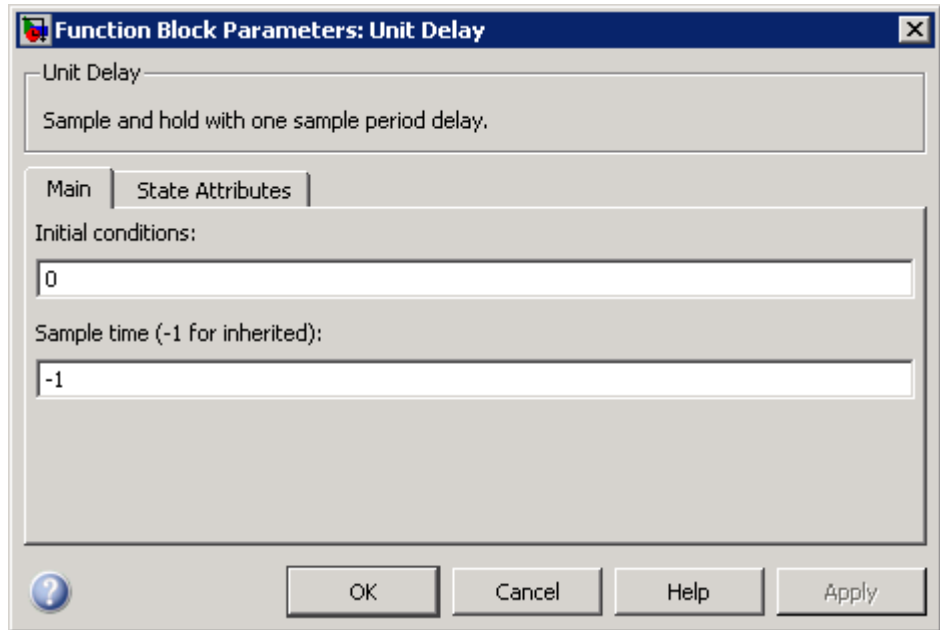 Function Block Parameters: Unit Delay
Unit Delay
Sample and hold with one sample period delay.
Main State Attributes
Initial conditions:
0
Sample time (-1 for inherited):
-1
OK Cancel Help Apply